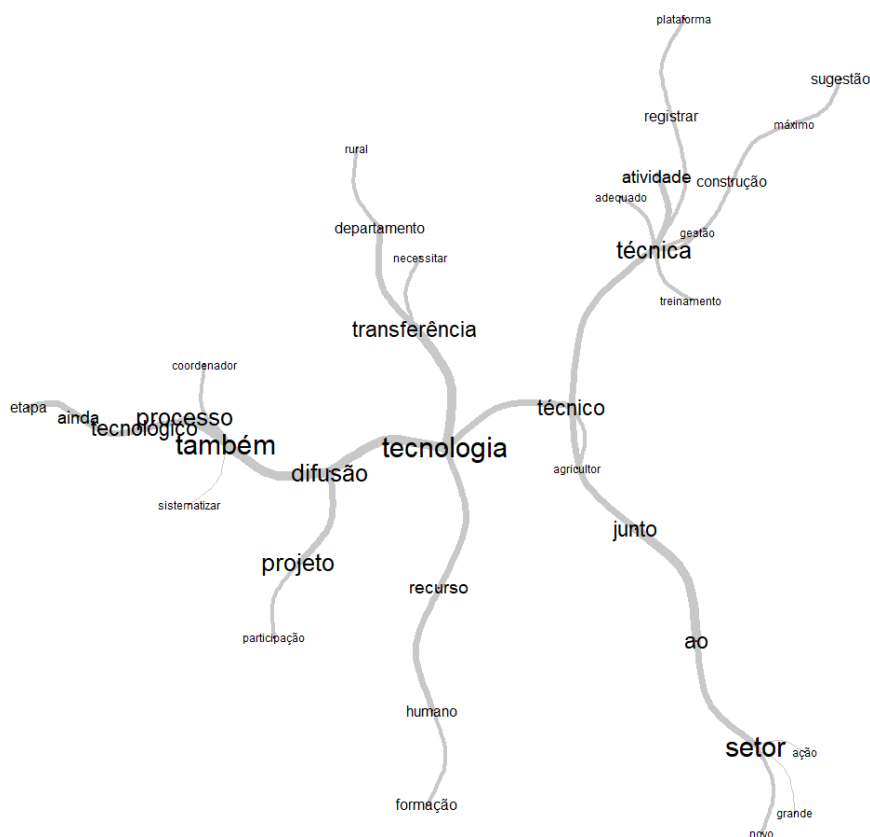 plataforma
sugestão
registrar
máximo
rural
atividade
construção
adequado
departamento
gestão
técnica
necessitar
treinamento
transferência
coordenador
etapa
ainda
processo
técnico
tecnológico
também
tecnologia
difusão
agricultor
sistematizar
junto
projeto
recurso
participação
ao
humano
setor
ação
formação
grande
novo